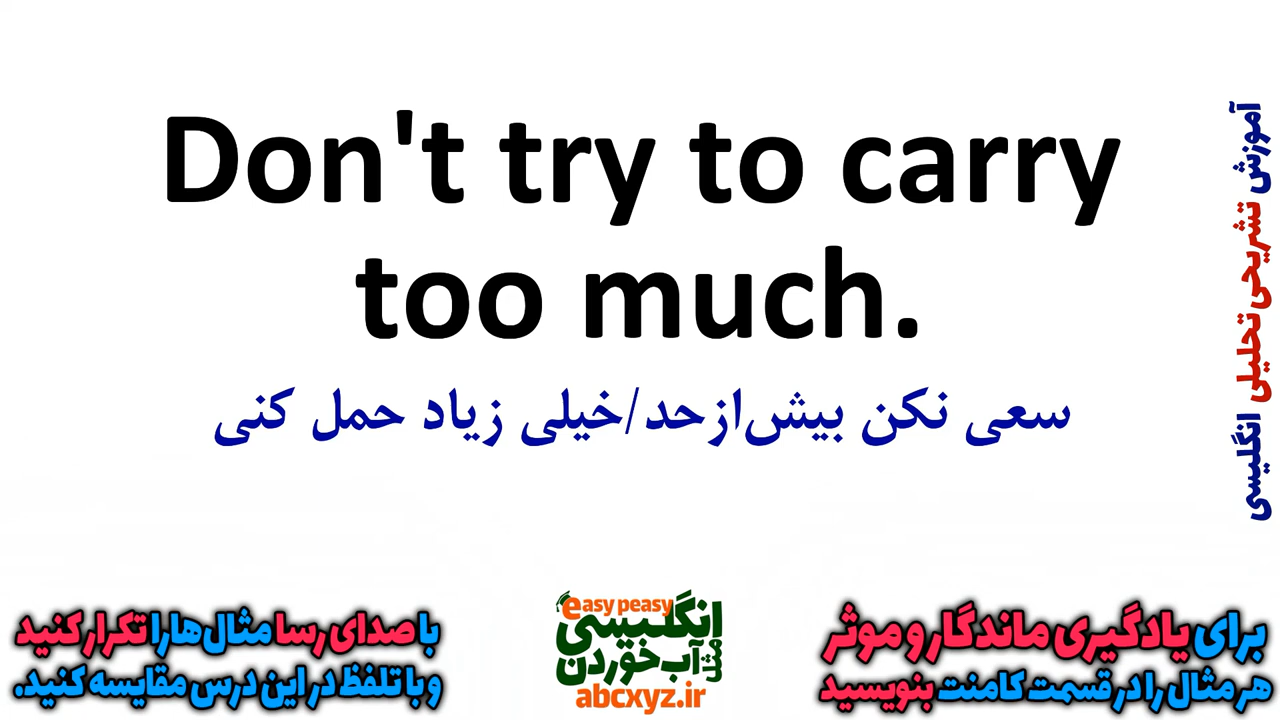 Don't try to carry
too much.
سعی نکن بیش‌ازحد/خیلی زیاد حمل کنی
آموزش تشریحی تحلیلی انگلیسی
برای یادگیری ماندگار و موثر
هر مثال را در قسمت کامنت بنویسید
easy peasy
انگلیسی
مثل
آب خوردن
abcxyz.ir
با صدای رسا مثال‌ها را تکرار کنید
و با تلفظ در این درس مقایسه کنید.